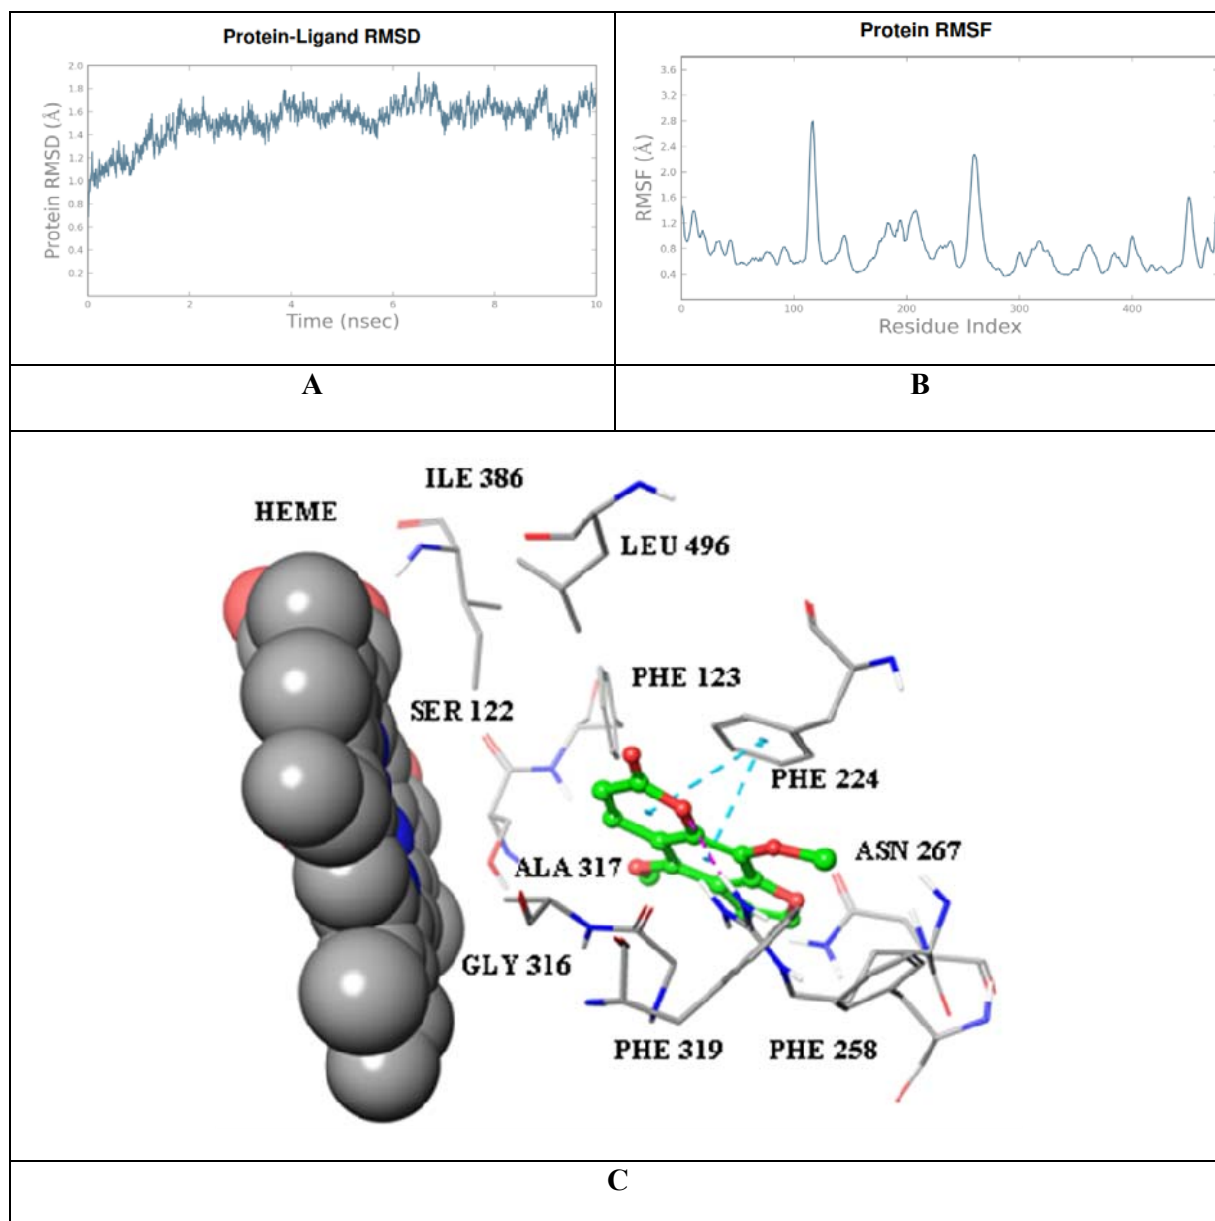 Protein-Ligand RMSD
Protein RMSD (Å)
2.0
1.8
1.6
1.4
1.2
1.0
0.8
0.6
0.4
0.2
0 2 4 6 8 10
Time (nsec)
Protein RMSF
RMSF (Å)
3.6
3.2
2.8
2.4
2.0
1.6
1.2
0.8
0.4
0 100 200 300 400
Residue Index
A
B
ILE 386
HEME
LEU 496
PHE 123
SER 122
PHE 224
ASN 267
ALA 317
GLY 316
PHE 319 PHE 258
C